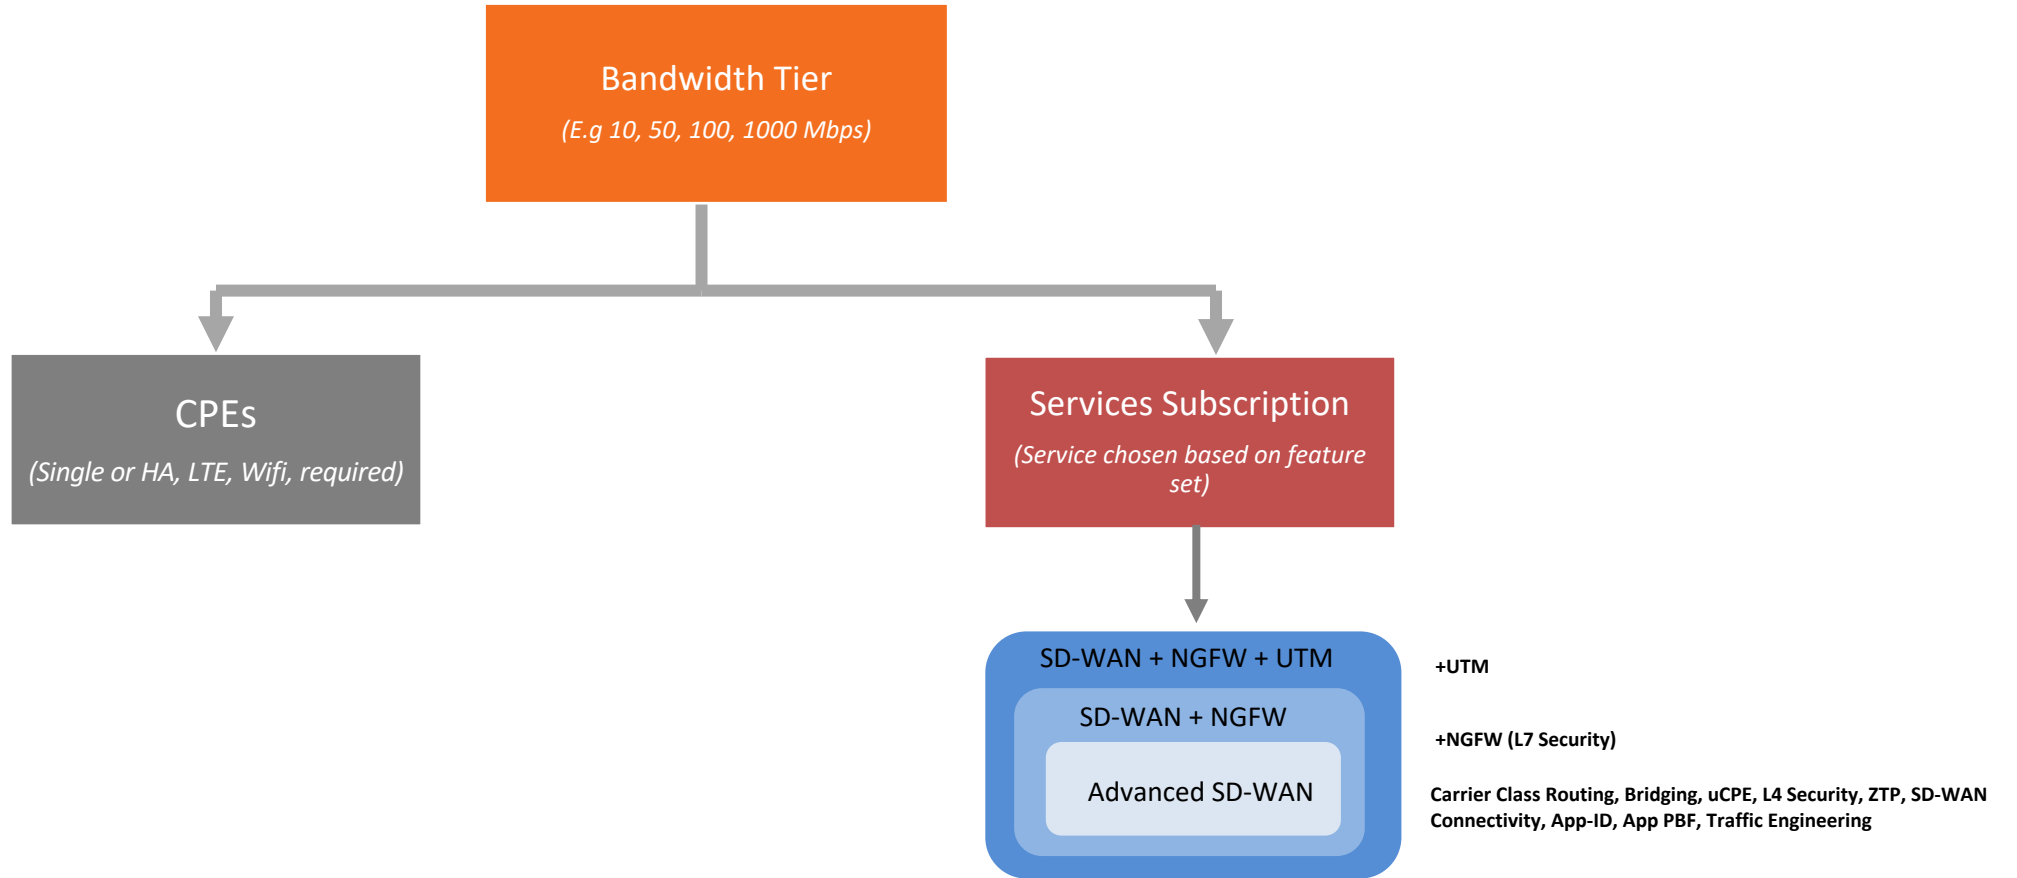 Bandwidth Tier
(E.g 10, 50, 100, 1000 Mbps)
CPEs
(Single or HA, LTE, Wifi, required)
Services Subscription
(Service chosen based on feature
set)
SD-WAN + NGFW + UTM
+UTM
SD-WAN + NGFW
+NGFW (L7 Security)
Advanced SD-WAN
Carrier Class Routing, Bridging, uCPE, L4 Security, ZTP, SD-WAN
Connectivity, App-ID, App PBF, Traffic Engineering